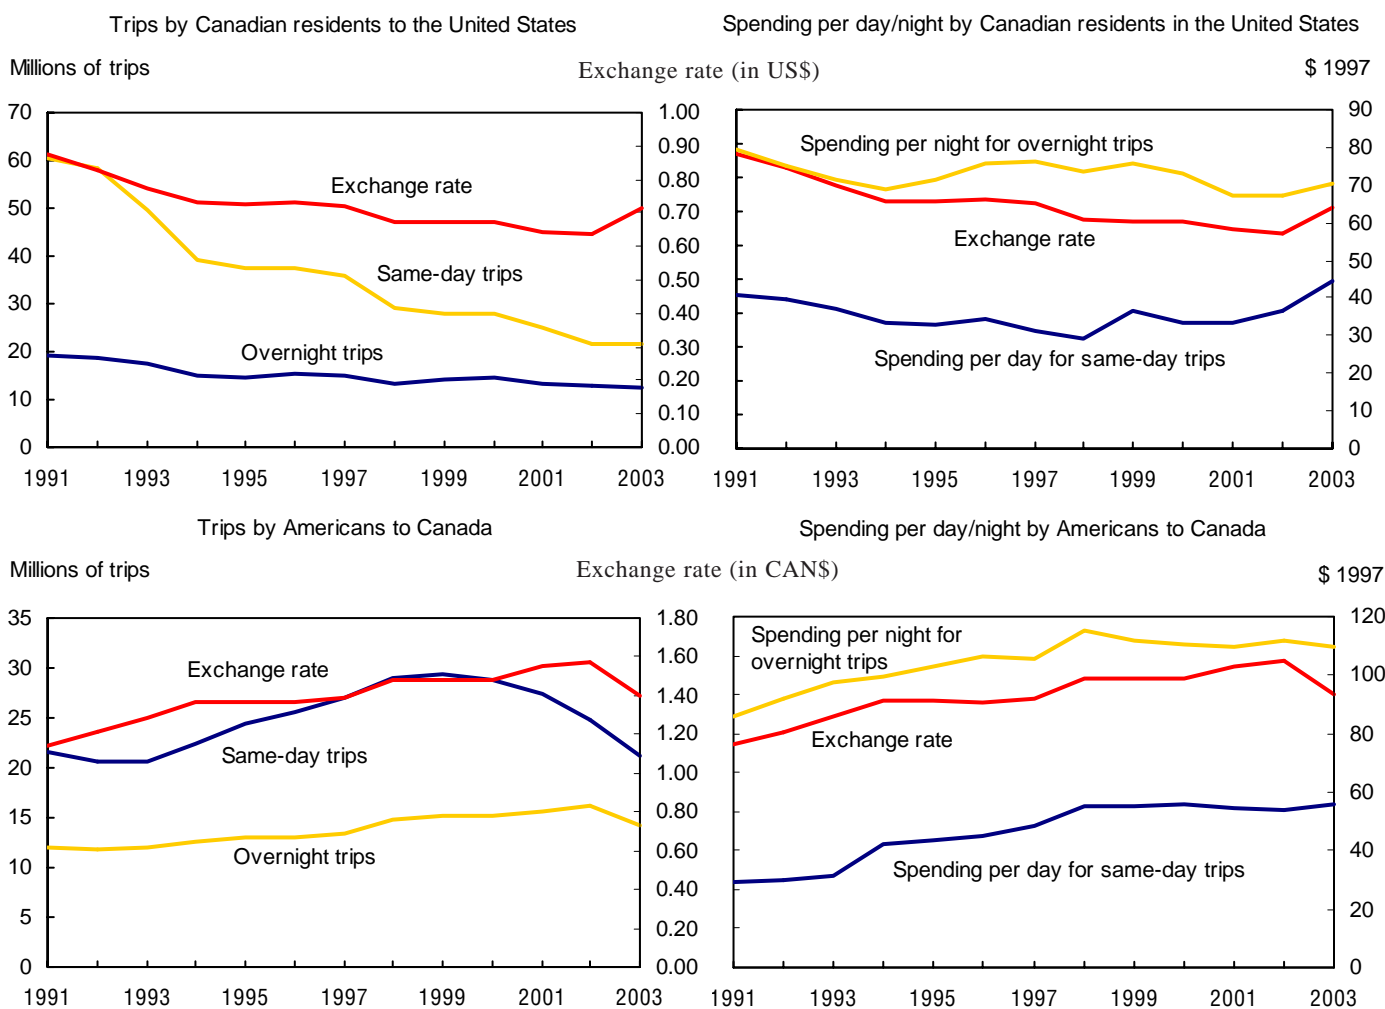 Trips by Canadian residents to the United States
Spending per day/night by Canadian residents in the United States
Millions of trips
Exchange rate (in US$)
$ 1997
70
60
50
40
30
20
10
0
Exchange rate
Same-day trips
Overnight trips
1.00
0.90
0.80
0.70
0.60
0.50
0.40
0.30
0.20
0.10
0.00
1991 1993 1995 1997 1999 2001 2003
Spending per night for overnight trips
Exchange rate
Spending per day for same-day trips
90
80
70
60
50
40
30
20
10
0
1991 1993 1995 1997 1999 2001 2003
Trips by Americans to Canada
Spending per day/night by Americans to Canada
Millions of trips
Exchange rate (in CAN$)
$ 1997
35
30
25
20
15
10
5
0
Exchange rate
Same-day trips
Overnight trips
1.80
1.60
1.40
1.20
1.00
0.80
0.60
0.40
0.20
0.00
1991 1993 1995 1997 1999 2001 2003
Spending per night for
overnight trips
Exchange rate
Spending per day for same-day trips
120
100
80
60
40
20
0
1991 1993 1995 1997 1999 2001 2003